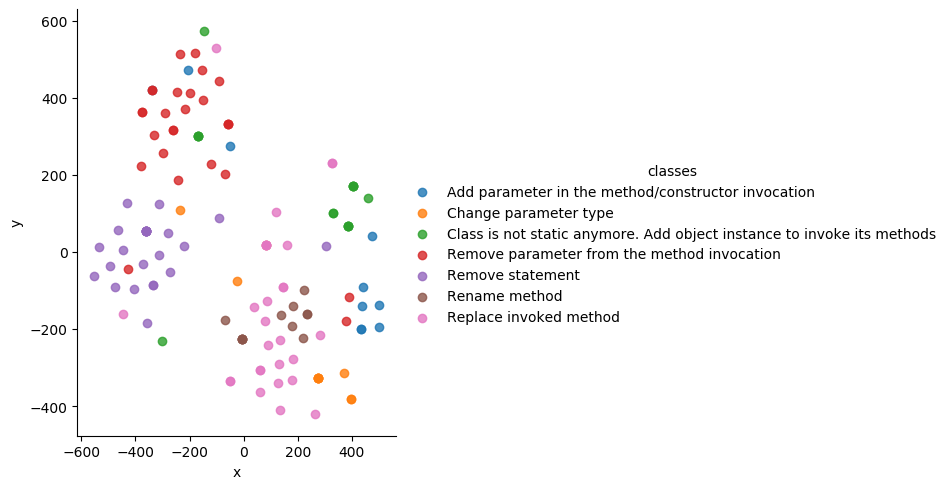 600
400
200
0
−200
−400
y
−600
−400
−200
0
200
400
x
classes
Add parameter in the method/constructor invocation
Change parameter type
Class is not static anymore. Add object instance to invoke its methods
Remove parameter from the method invocation
Remove statement
Rename method
Replace invoked method